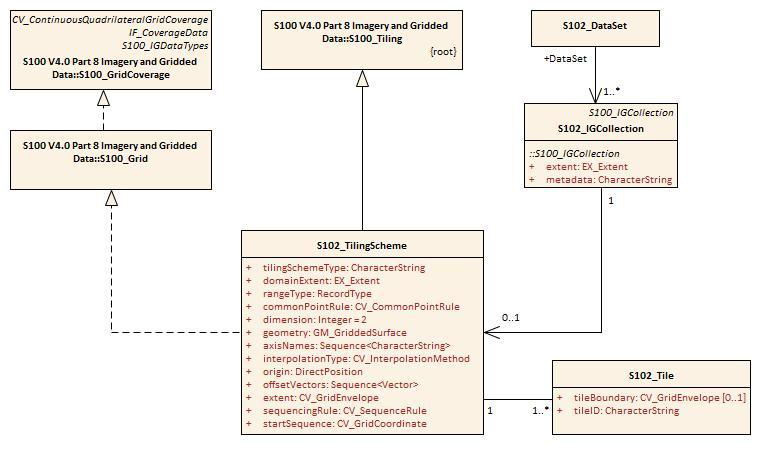 CV_ContinuousQuadrilateralGridCoverage
IF_CoverageData
S100_IGDataTypes
S100 V4.0 Part 8 Imagery and Gridded
Data::S100_GridCoverage
S100 V4.0 Part 8 Imagery and Gridded
Data::S100_Tiling
{root}
S102_DataSet
+DataSet
1..*
S100_IGCollection
S102_IGCollection
::S100_IGCollection
+ extent: EX_Extent
+ metadata: CharacterString
1
S100 V4.0 Part 8 Imagery and Gridded
Data::S100_Grid
S102_TilingScheme
+ tilingSchemeType: CharacterString
+ domainExtent: EX_Extent
+ rangeType: RecordType
+ commonPointRule: CV_CommonPointRule
+ dimension: Integer = 2
+ geometry: GM_GriddedSurface
+ axisNames: Sequence<CharacterString>
+ interpolationType: CV_InterpolationMethod
+ origin: DirectPosition
+ offsetVectors: Sequence<Vector>
+ extent: CV_GridEnvelope
+ sequencingRule: CV_SequenceRule
+ startSequence: CV_GridCoordinate
0..1
1
1..*
S102_Tile
+ tileBoundary: CV_GridEnvelope [0..1]
+ tileID: CharacterString